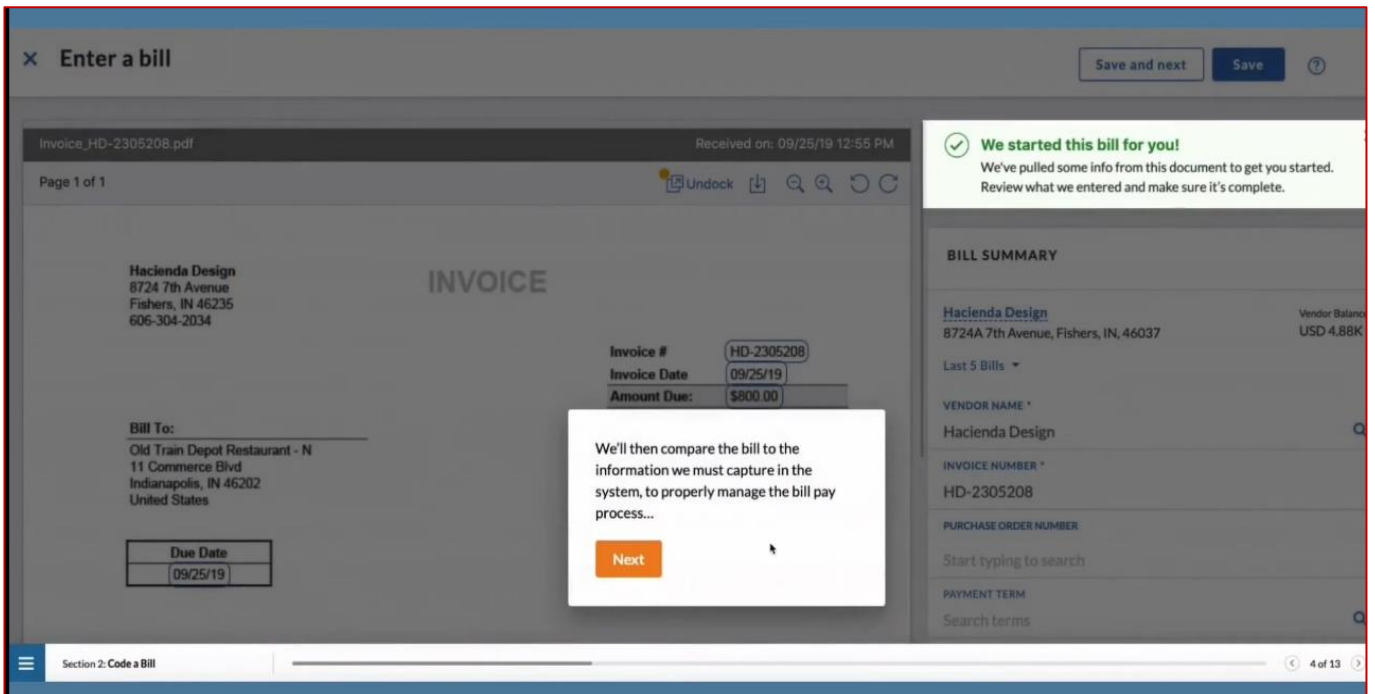 Enter a bill
Save and next
Save
Invoice_HD-2305208.pdf
Received on: 09/25/19 12:55 PM
Page 1 of 1
Undock
We started this bill for you!
We've pulled some info from this document to get you started.
Review what we entered and make sure it's complete.
Hacienda Design
8724 7th Avenue
Fishers, IN 46235
606-304-2034
INVOICE
Invoice # HD-2305208
Invoice Date 09/25/19
Amount Due: $800.00
Bill To:
Old Train Depot Restaurant - N
11 Commerce Blvd
Indianapolis, IN 46202
United States
Due Date
09/25/19
We'll then compare the bill to the
information we must capture in the
system, to properly manage the bill pay
process...
Next
BILL SUMMARY
Hacienda Design
8724A 7th Avenue, Fishers, IN, 46037
Vendor Balance
USD 4.88K
Last 5 Bills
VENDOR NAME *
Hacienda Design
INVOICE NUMBER *
HD-2305208
PURCHASE ORDER NUMBER
Start typing to search
PAYMENT TERM
Search terms
Section 2: Code a Bill
4 of 13